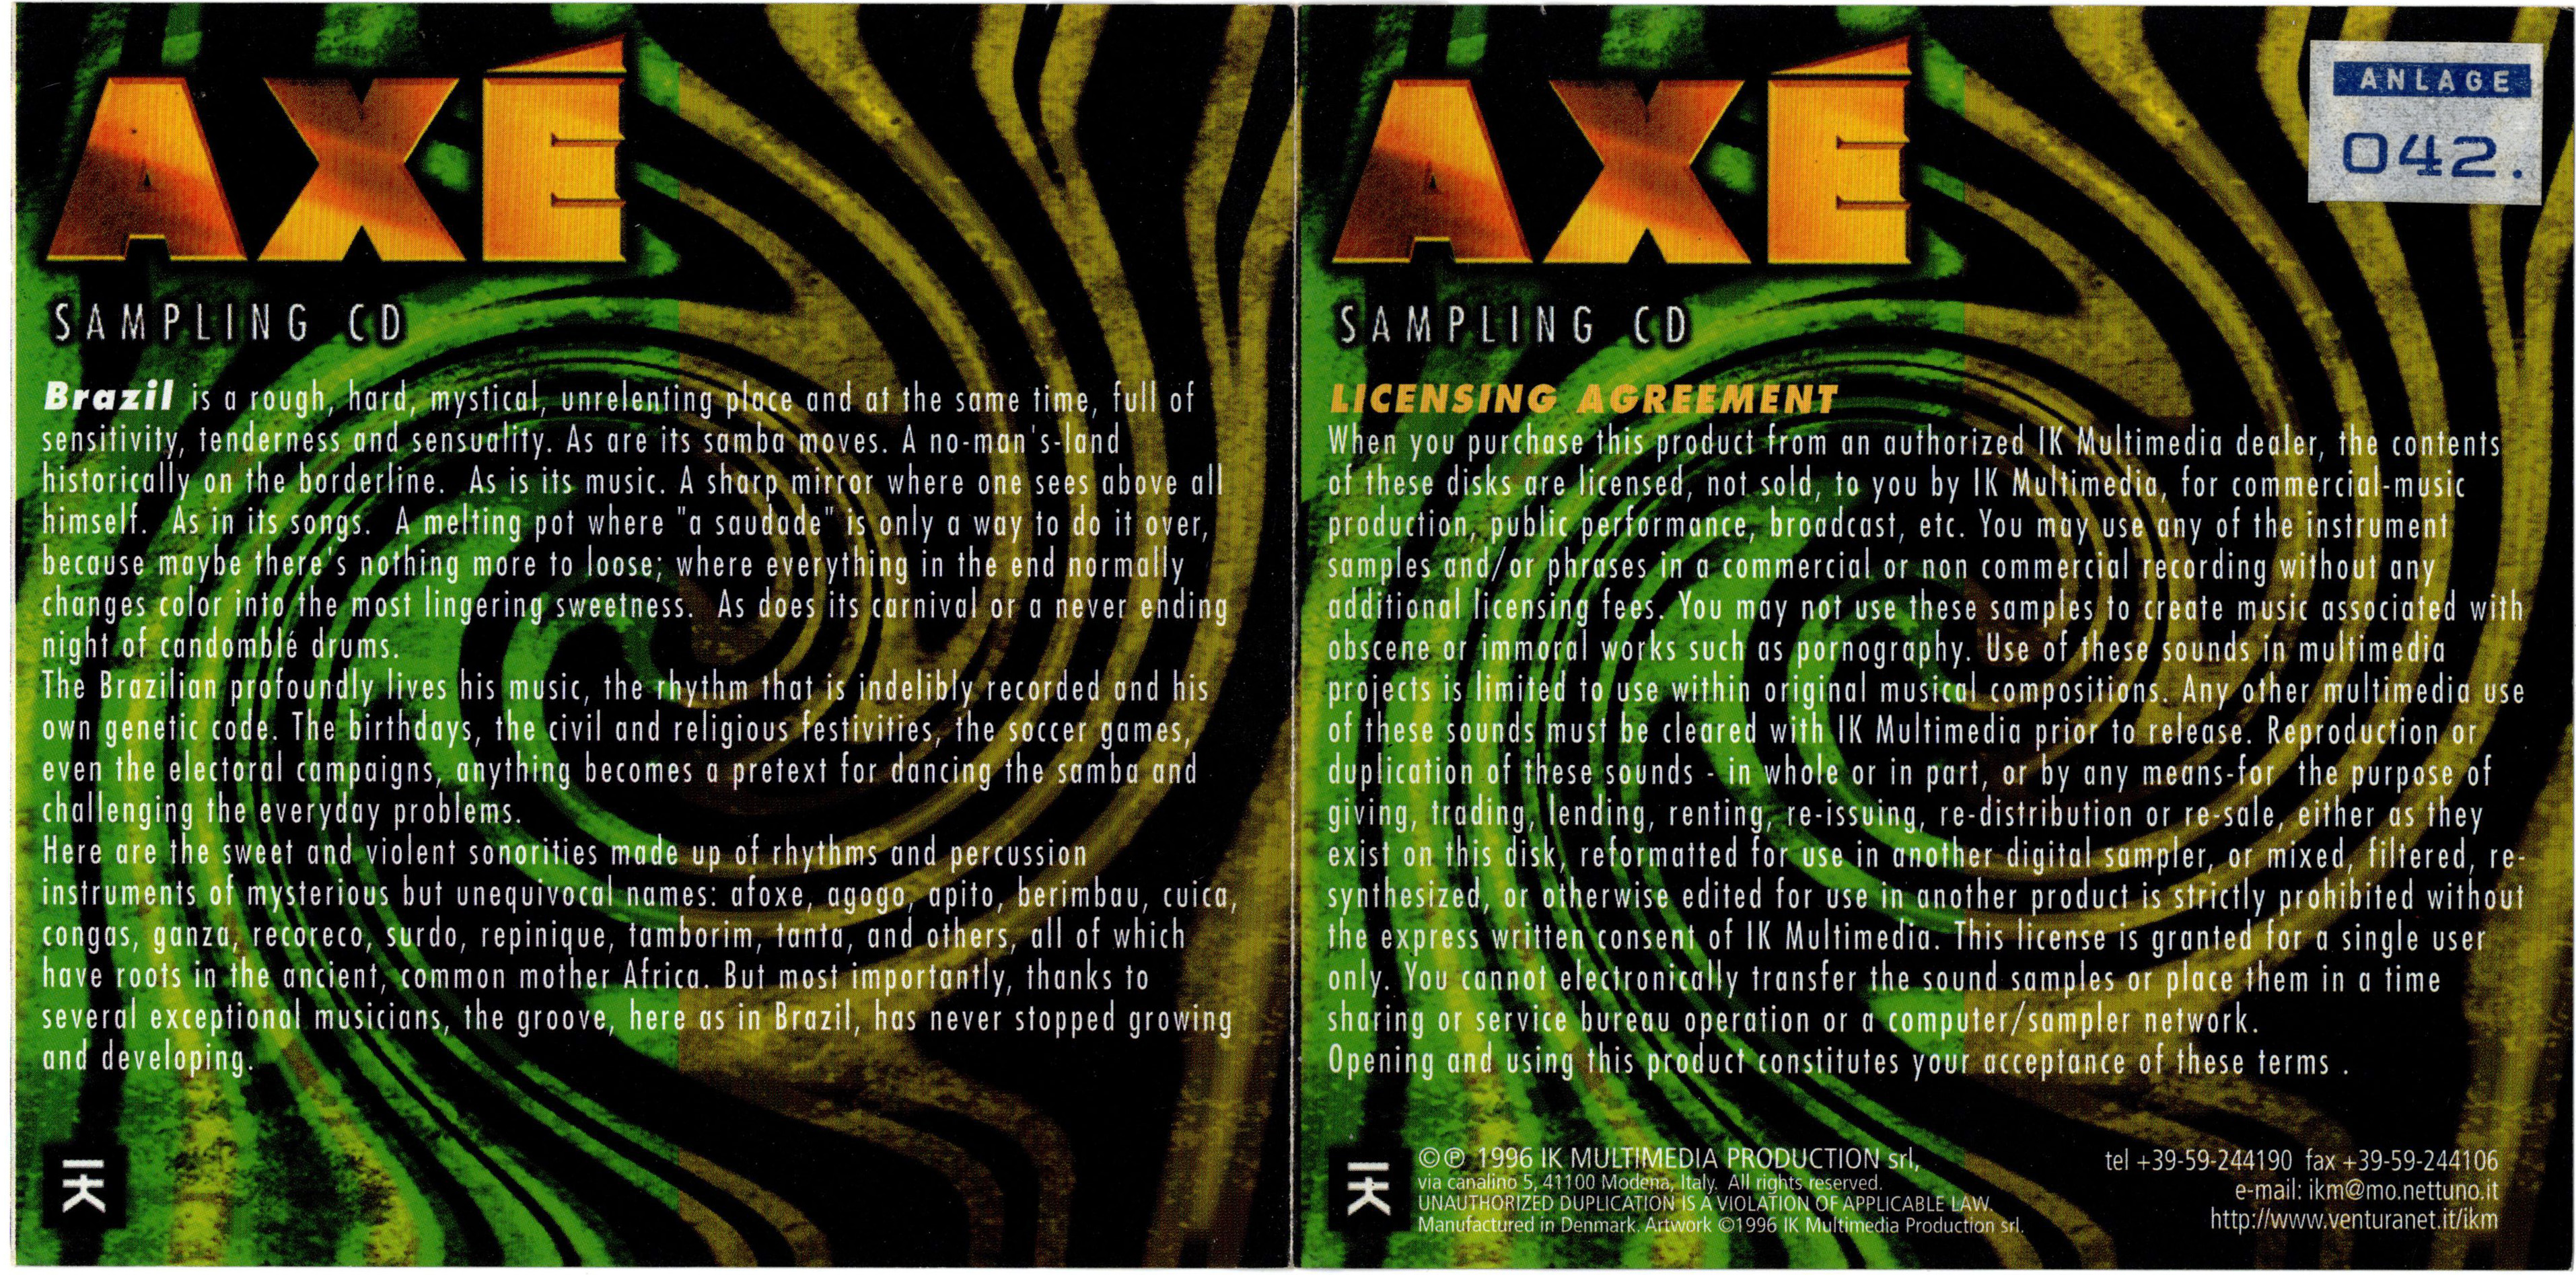 AXÉ
SAMPLING CD
Brazil is a rough, hard, mystical, unrelenting place and at the same time, full of
sensitivity, tenderness and sensuality. As are its samba moves. A no-man's-land
historically on the borderline. As is its music. A sharp mirror where one sees above all
himself. As in its songs. A melting pot where "a saudade" is only a way to do it over,
because maybe there's nothing more to loose; where everything in the end normally
changes color into the most lingering sweetness. As does its carnival or a never ending
night of candomblé drums.
The Brazilian profoundly lives his music, the rhythm that is indelibly recorded and his
own genetic code. The birthdays, the civil and religious festivities, the soccer games,
even the electoral campaigns, anything becomes a pretext for dancing the samba and
challenging the everyday problems.
Here are the sweet and violent sonorities made up of rhythms and percussion
instruments of mysterious but unequivocal names: afoxe, agogo, apito, berimbau, cuica,
congas, ganza, recoreco, surdo, repinique, tamborim, tanta, and others, all of which
have roots in the ancient, common mother Africa. But most importantly, thanks to
several exceptional musicians, the groove, here as in Brazil, has never stopped growing
and developing.
IK
AXÉ
ANLAGE
042.
SAMPLING CD
LICENSING AGREEMENT
When you purchase this product from an authorized IK Multimedia dealer, the contents
of these disks are licensed, not sold, to you by IK Multimedia, for commercial-music
production, public performance, broadcast, etc. You may use any of the instrument
samples and/or phrases in a commercial or non commercial recording without any
additional licensing fees. You may not use these samples to create music associated with
obscene or immoral works such as pornography. Use of these sounds in multimedia
projects is limited to use within original musical compositions. Any other multimedia use
of these sounds must be cleared with IK Multimedia prior to release. Reproduction or
duplication of these sounds - in whole or in part, or by any means-for the purpose of
giving, trading, lending, renting, re-issuing, re-distribution or re-sale, either as they
exist on this disk, reformatted for use in another digital sampler, or mixed, filtered, re-
synthesized, or otherwise edited for use in another product is strictly prohibited without
the express written consent of IK Multimedia. This license is granted for a single user
only. You cannot electronically transfer the sound samples or place them in a time
sharing or service bureau operation or a computer/sampler network.
Opening and using this product constitutes your acceptance of these terms .
IK
©℗ 1996 IK MULTIMEDIA PRODUCTION srl,
via canalino 5, 41100 Modena, Italy. All rights reserved.
UNAUTHORIZED DUPLICATION IS A VIOLATION OF APPLICABLE LAW.
Manufactured in Denmark. Artwork ©1996 IK Multimedia Production srl.
tel +39-59-244190 fax +39-59-244106
e-mail: ikm@mo.nettuno.it
http://www.venturanet.it/ikm